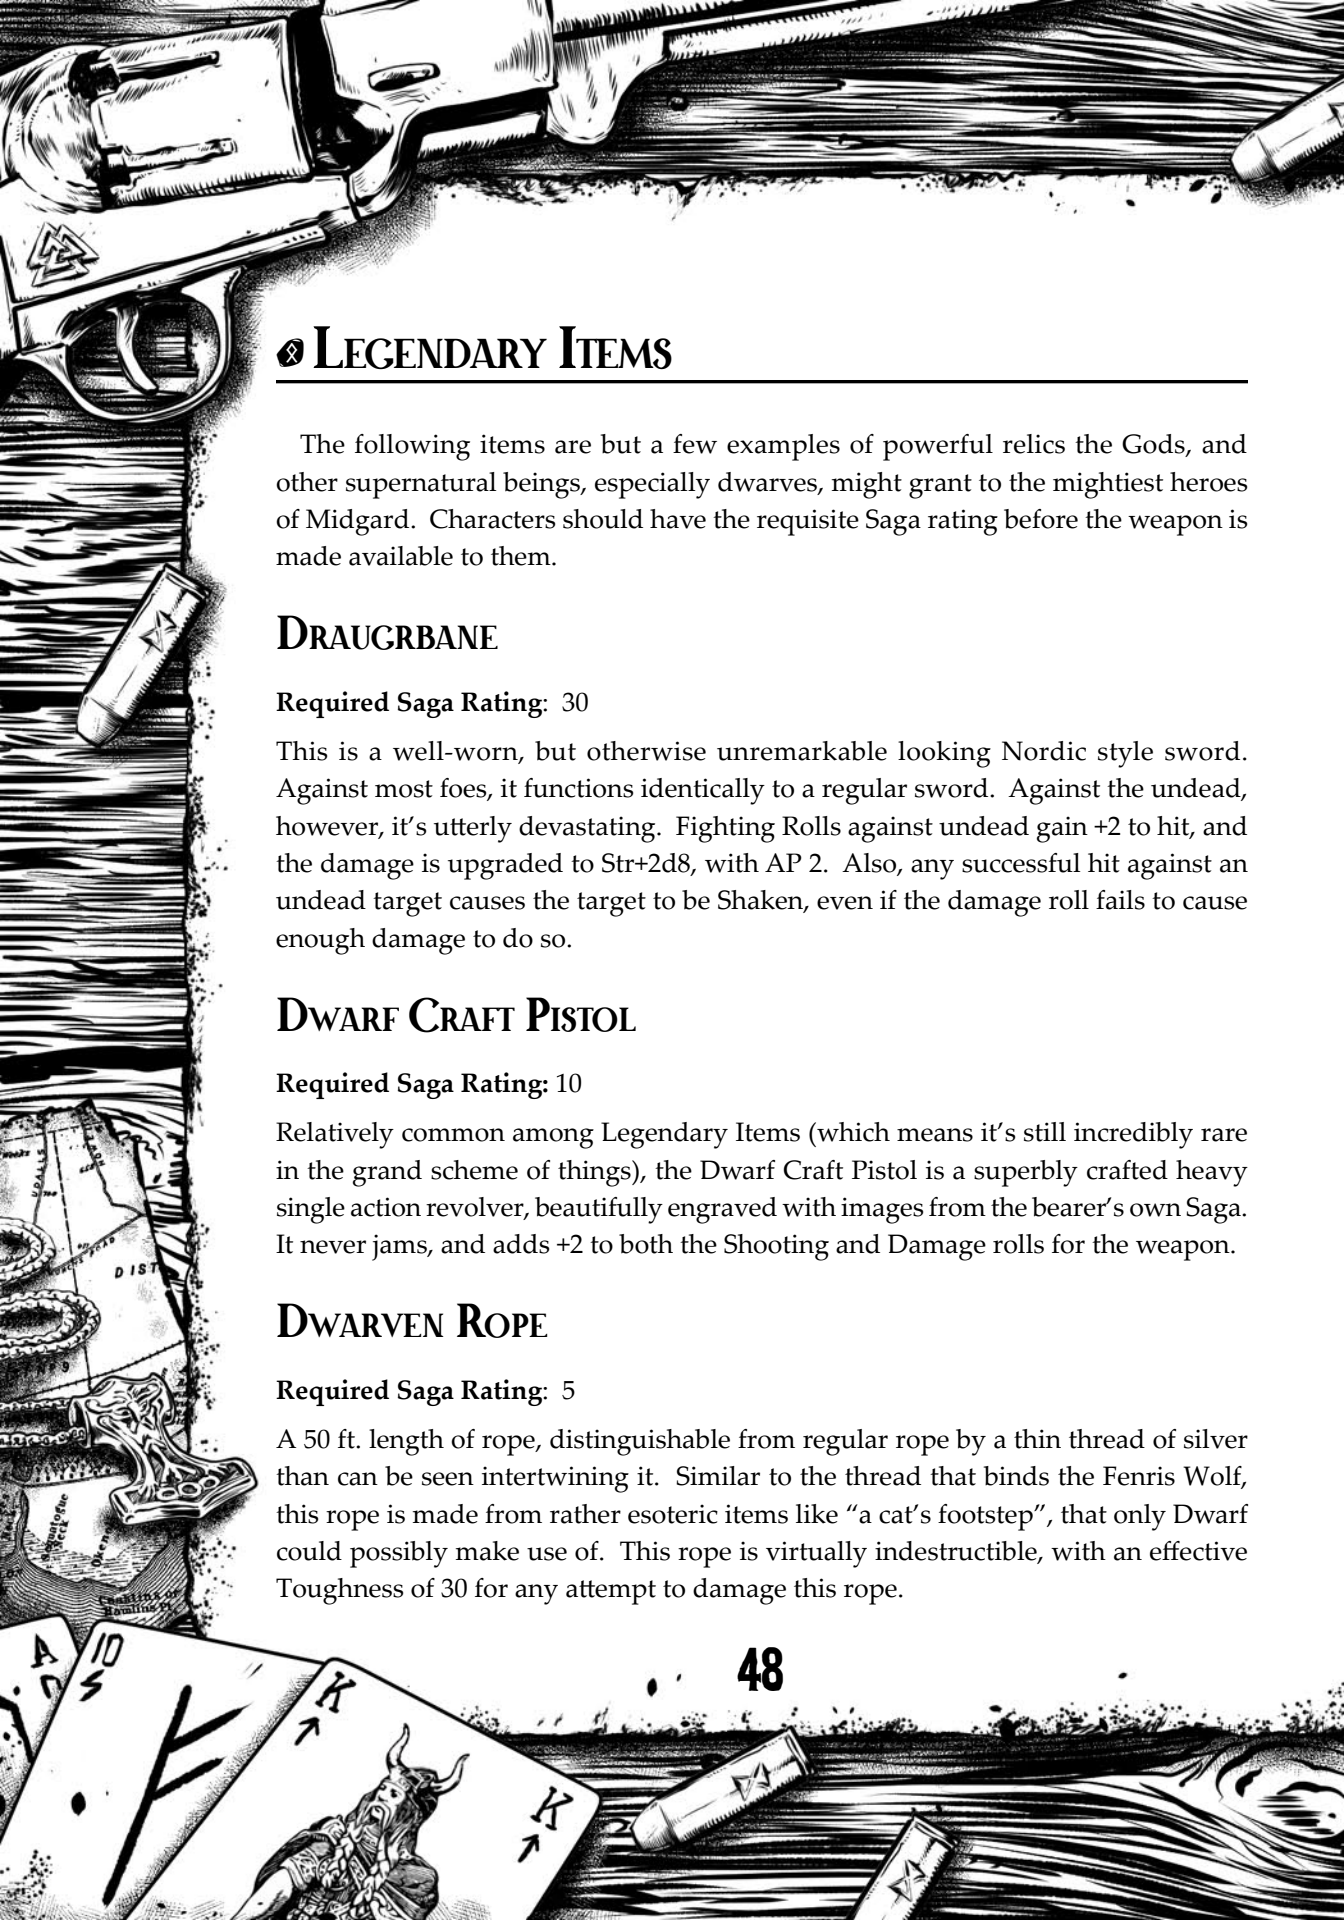 Legendary Items
The following items are but a few examples of powerful relics the Gods, and
other supernatural beings, especially dwarves, might grant to the mightiest heroes
of Midgard.  Characters should have the requisite Saga rating before the weapon is
made available to them.
Draugrbane
Required Saga Rating:  30
This is a well-worn, but otherwise unremarkable looking Nordic style sword.
Against most foes, it functions identically to a regular sword.  Against the undead,
however, it’s utterly devastating.  Fighting Rolls against undead gain +2 to hit, and
the damage is upgraded to Str+2d8, with AP 2.  Also, any successful hit against an
undead target causes the target to be Shaken, even if the damage roll fails to cause
enough damage to do so.
Dwarf Craft Pistol
Required Saga Rating: 10
Relatively common among Legendary Items (which means it’s still incredibly rare
in the grand scheme of things), the Dwarf Craft Pistol is a superbly crafted heavy
single action revolver, beautifully engraved with images from the bearer’s own Saga.
It never jams, and adds +2 to both the Shooting and Damage rolls for the weapon.
Dwarven Rope
Required Saga Rating:  5
A 50 ft. length of rope, distinguishable from regular rope by a thin thread of silver
than can be seen intertwining it.  Similar to the thread that binds the Fenris Wolf,
this rope is made from rather esoteric items like “a cat’s footstep”, that only Dwarf
could possibly make use of.  This rope is virtually indestructible, with an effective
Toughness of 30 for any attempt to damage this rope.
48
DIST
A
10
K
K